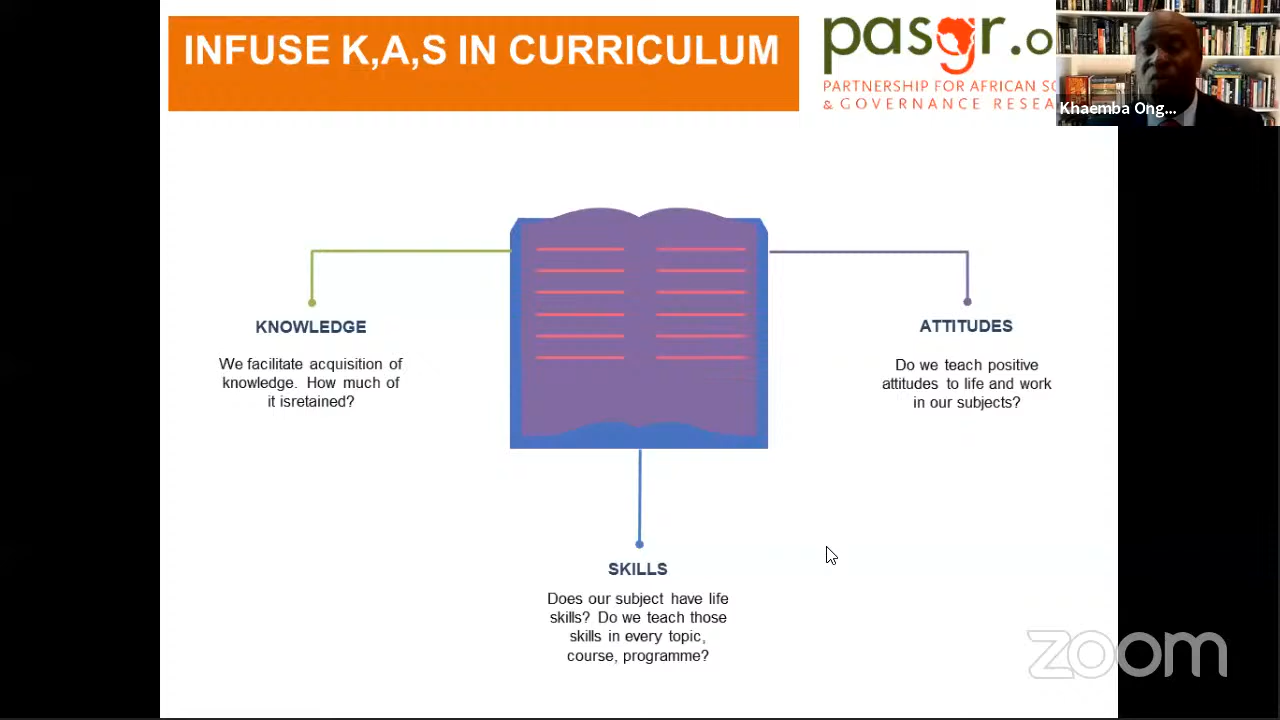 INFUSE K,A,S IN CURRICULUM
pasgr.o
PARTNERSHIP FOR AFRICAN SO
& GOVERNANCE RESEA
Khaemba Ong...
KNOWLEDGE
We facilitate acquisition of
knowledge. How much of
it isretained?
ATTITUDES
Do we teach positive
attitudes to life and work
in our subjects?
SKILLS
Does our subject have life
skills? Do we teach those
skills in every topic,
course, programme?
zoom